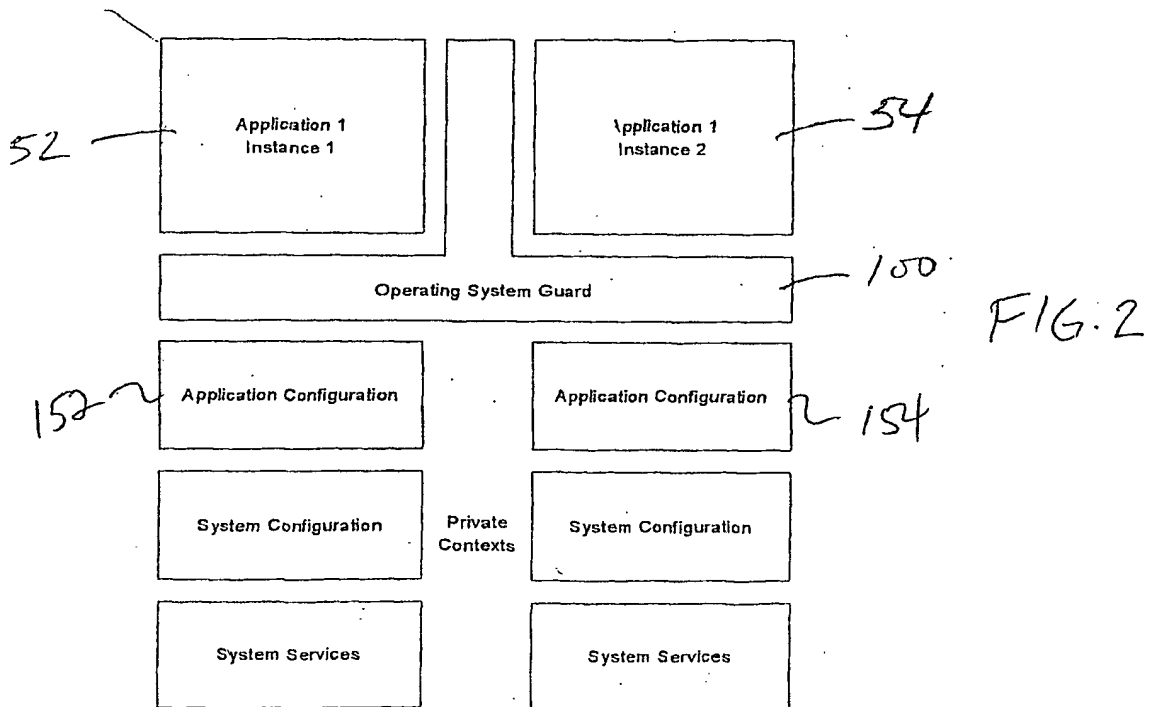 Application 1
Instance 1
Application 1
Instance 2
52
54
Operating System Guard
100
FIG. 2
Application Configuration
Application Configuration
152
154
System Configuration
Private
Contexts
System Configuration
System Services
System Services